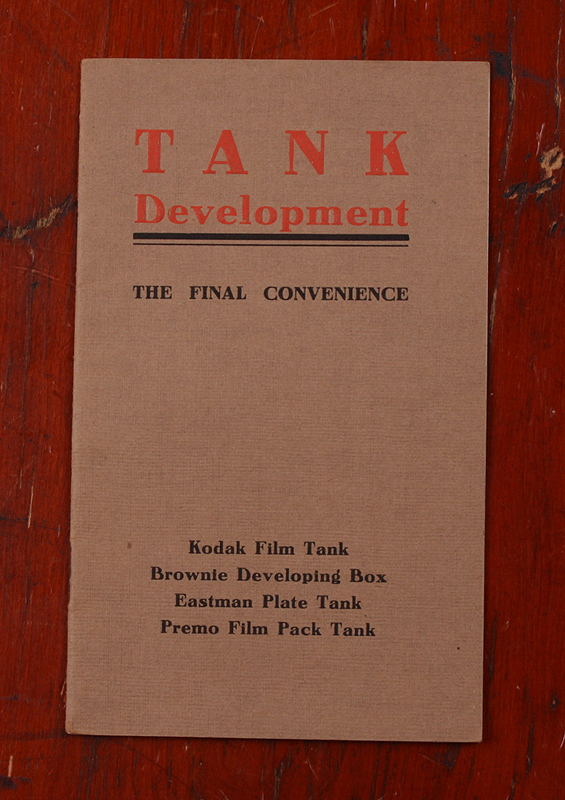 TANK
Development
THE FINAL CONVENIENCE
Kodak Film Tank
Brownie Developing Box
Eastman Plate Tank
Premo Film Pack Tank